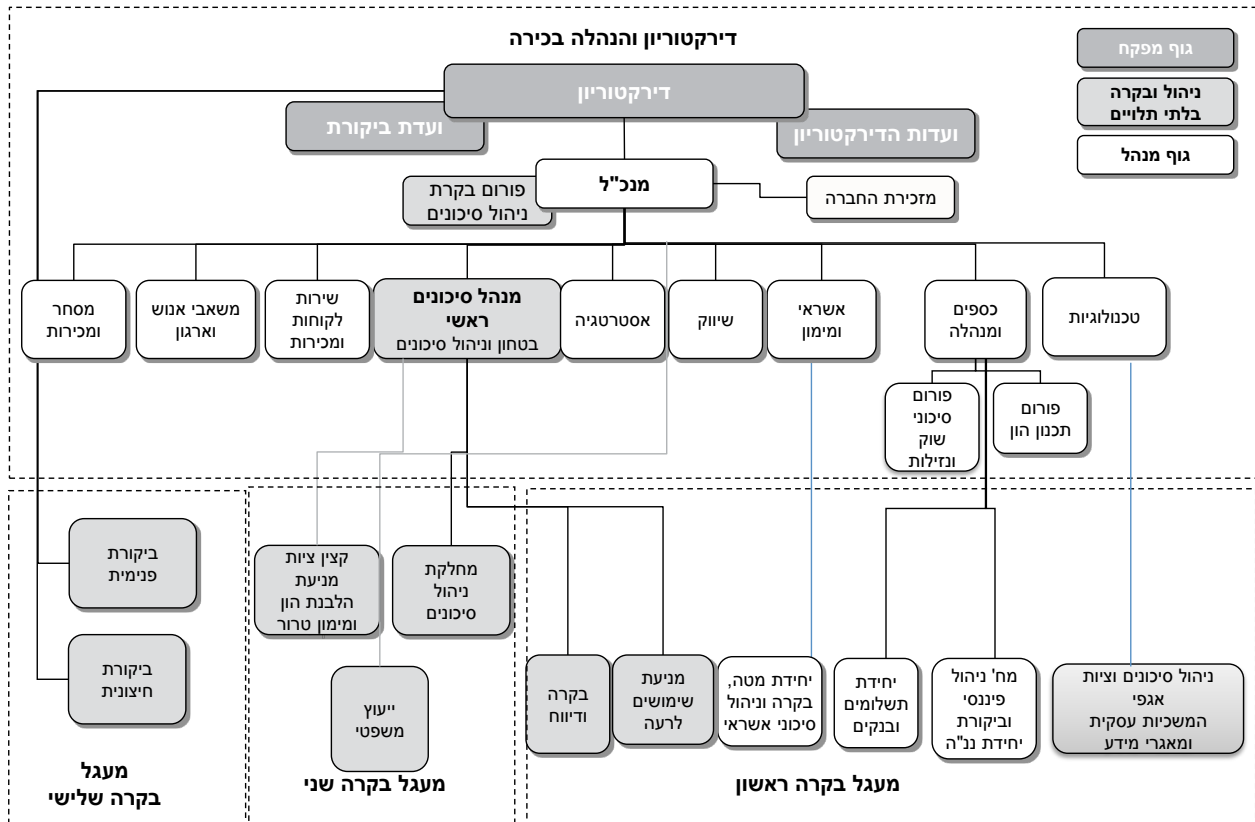 דירקטוריון והנהלה בכירה
גוף מפקח
ניהול ובקרה
בלתי תלויים
גוף מנהל
דירקטוריון
ועדות הדירקטוריון
ועדת ביקורת
מנכ"ל
מזכירת החברה
פורום בקרת
ניהול סיכונים
טכנולוגיות
כספים
ומנהלה
אשראי
ומימון
שיווק
אסטרטגיה
מנהל סיכונים
ראשי
בטחון וניהול סיכונים
שירות
לקוחות
ומכירות
משאבי אנוש
וארגון
מסחר
ומכירות
פורום
תכנון הון
פורום
סיכוני
שוק
ונזילות
ניהול סיכונים וציות
אגפי
המשכיות עסקית
ומאגרי מידע
מח' ניהול
פיננסי
וביקורת
יחידת ננ"ה
יחידת
תשלומים
ובנקים
יחידת מטה,
בקרה וניהול
סיכוני אשראי
מניעת
שימושים
לרעה
בקרה
ודיווח
מעגל בקרה ראשון
מחלקת
ניהול
סיכונים
קצין ציות
מניעת
הלבנת הון
ומימון טרור
ייעוץ
משפטי
מעגל בקרה שני
ביקורת
פנימית
ביקורת
חיצונית
מעגל
בקרה שלישי